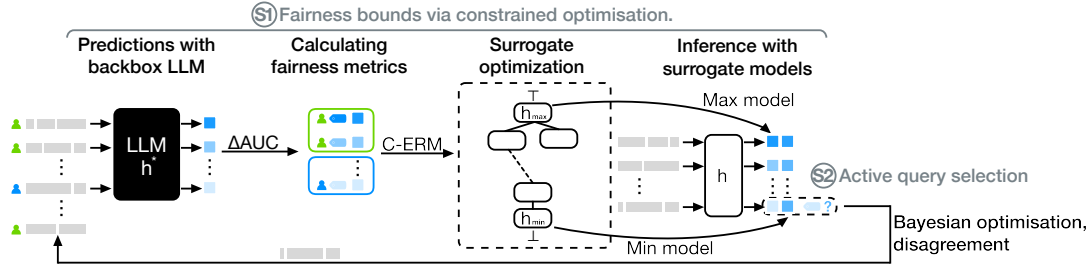 S1 Fairness bounds via constrained optimisation.
Predictions with
backbox LLM
Calculating
fairness metrics
Surrogate
optimization
Inference with
surrogate models
LLM
h*
ΔAUC
C-ERM
⊤
hmax
hmin
⊥
h
Max model
Min model
S2 Active query selection
?
Bayesian optimisation,
disagreement